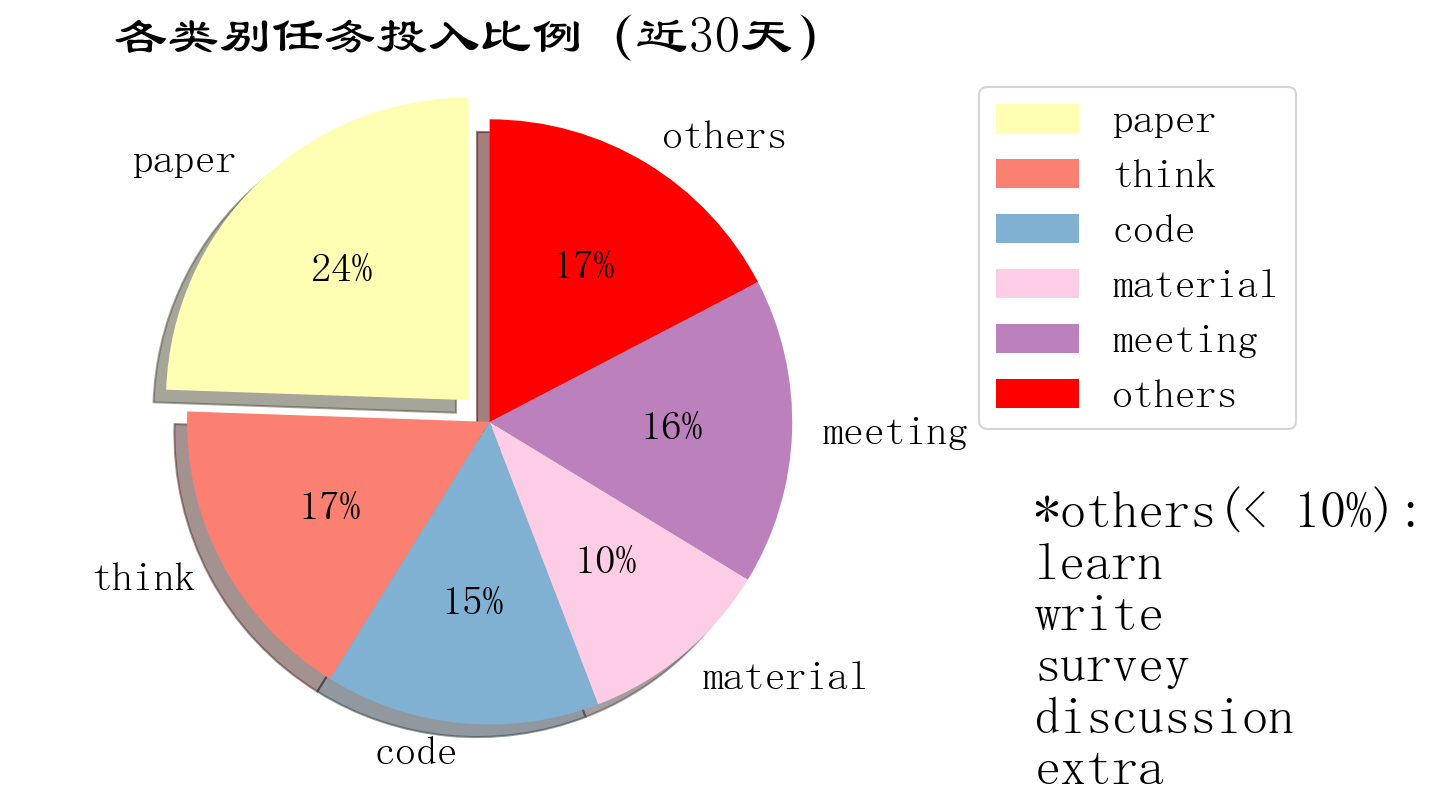 各类别任务投入比例 (近30天)
paper
others
24%
17%
17%
16%
15%
10%
think
code
material
meeting
paper
think
code
material
meeting
others
*others(< 10%):
learn
write
survey
discussion
extra